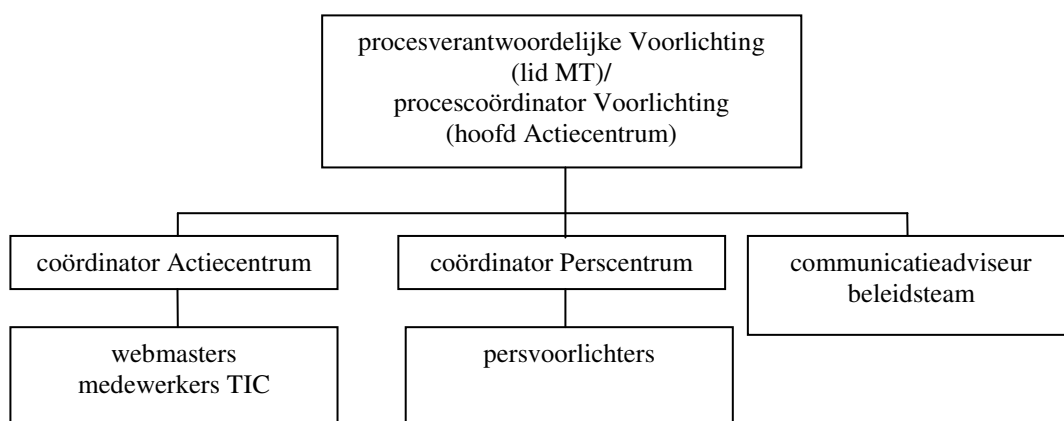 procesverantwoordelijke Voorlichting
(lid MT)/
procescoördinator Voorlichting
(hoofd Actiecentrum)
coördinator Actiecentrum
coördinator Perscentrum
communicatieadviseur
beleidsteam
webmasters
medewerkers TIC
persvoorlichters